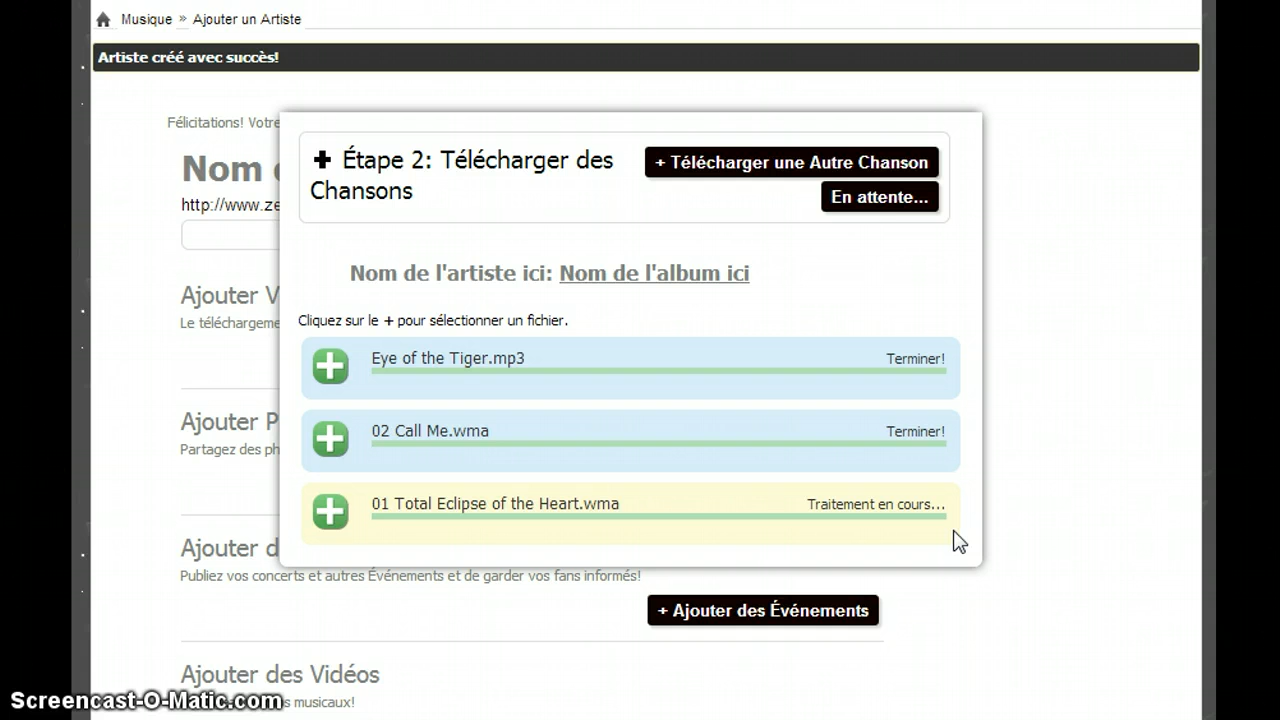 Musique » Ajouter un Artiste
Artiste créé avec succès!
Félicitations! Votre
Nom
http://www.ze
+ Étape 2: Télécharger des
Chansons
+ Télécharger une Autre Chanson
En attente...
Nom de l'artiste ici: Nom de l'album ici
Cliquez sur le + pour sélectionner un fichier.
Eye of the Tiger.mp3 Terminer!
02 Call Me.wma Terminer!
01 Total Eclipse of the Heart.wma Traitement en cours...
Ajouter V
Le téléchargeme
Ajouter P
Partagez des ph
Ajouter d
Publiez vos concerts et autres Événements et de garder vos fans informés!
+ Ajouter des Événements
Ajouter des Vidéos
musicaux!
Screencast-O-Matic.com